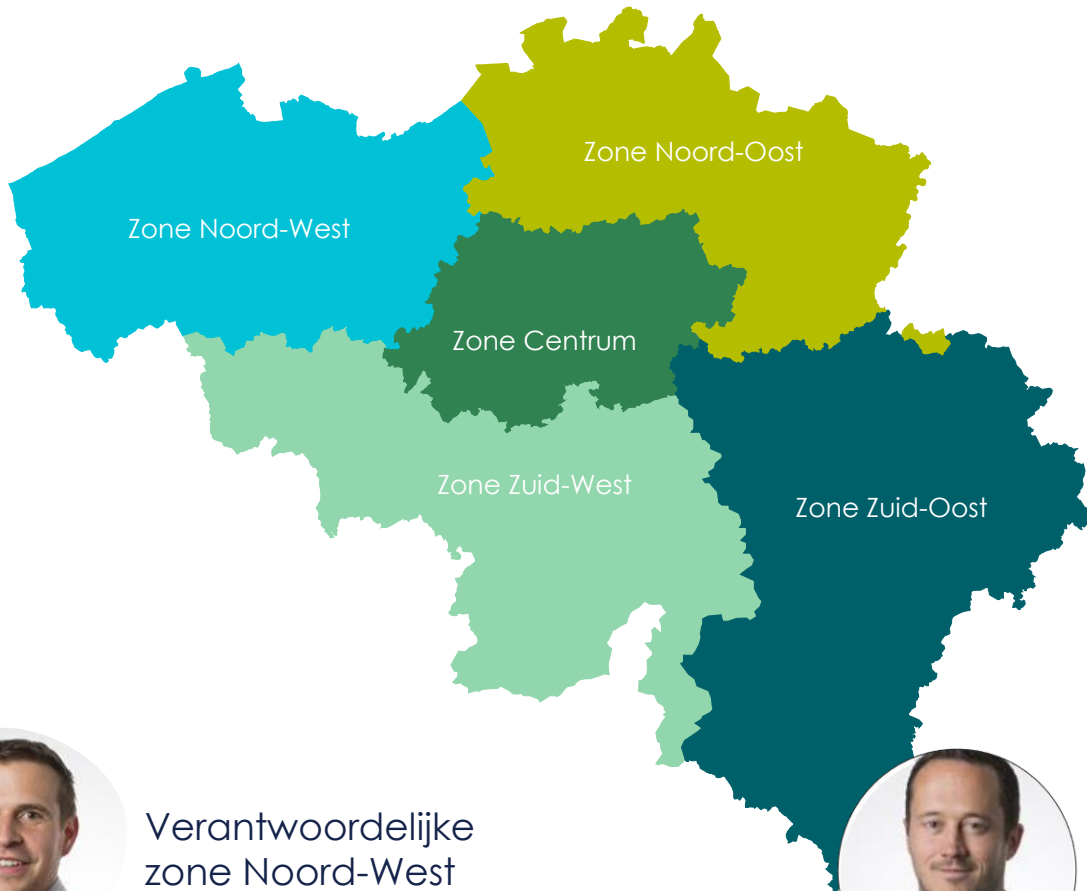 Zone Noord-Oost
Zone Noord-West
Zone Centrum
Zone Zuid-West
Zone Zuid-Oost
Verantwoordelijke
zone Noord-West